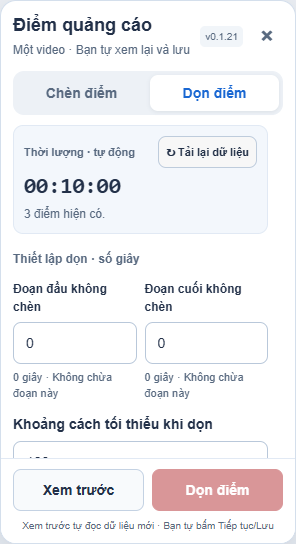 Điểm quảng cáo
Một video · Bạn tự xem lại và lưu
v0.1.21
×
Chèn điểm
Dọn điểm
Thời lượng · tự động
↻ Tải lại dữ liệu
00:10:00
3 điểm hiện có.
Thiết lập dọn · số giây
Đoạn đầu không
chèn
Đoạn cuối không
chèn
0
0
0 giây · Không chừa
đoạn này
0 giây · Không chừa
đoạn này
Khoảng cách tối thiểu khi dọn
Xem trước
Dọn điểm
Xem trước tự đọc dữ liệu mới · Bạn tự bấm Tiếp tục/Lưu